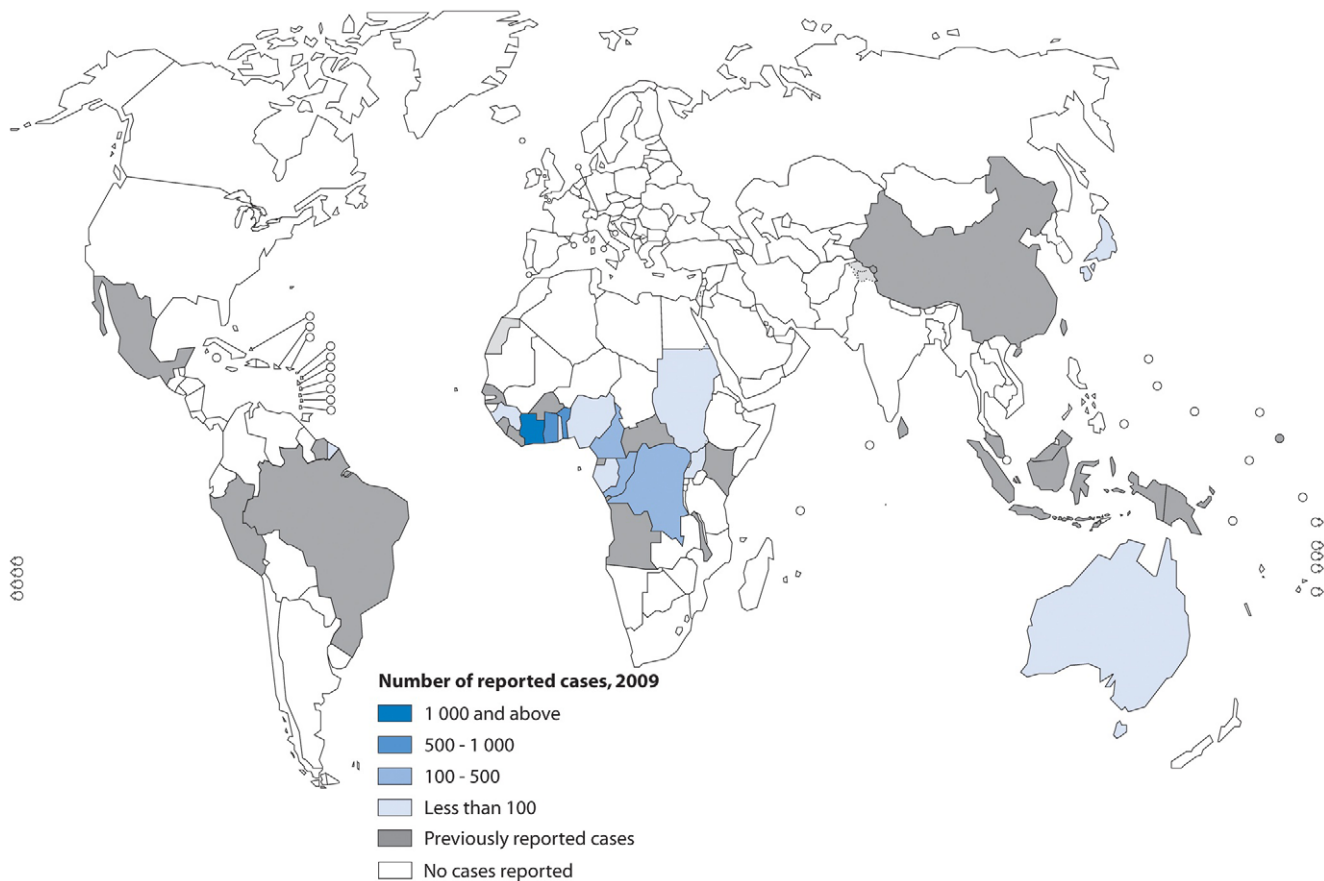 Number of reported cases, 2009
1 000 and above
500 - 1 000
100 - 500
Less than 100
Previously reported cases
No cases reported